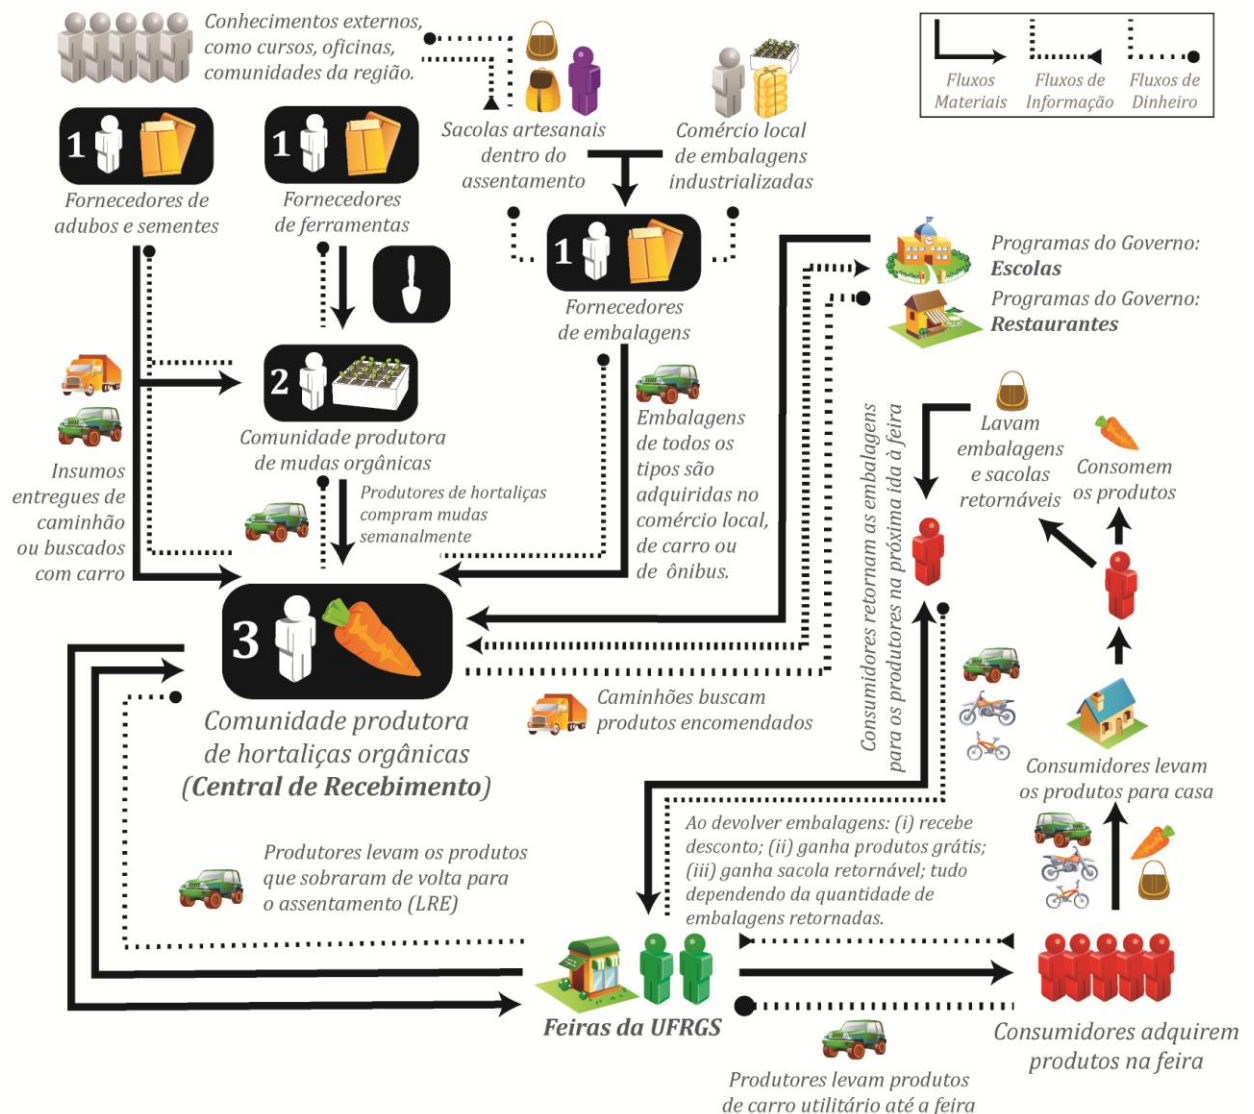 Conhecimentos externos,
como cursos, oficinas,
comunidades da região.
Fluxos
Materiais
Fluxos de
Informação
Fluxos de
Dinheiro
1
Fornecedores de
adubos e sementes
1
Fornecedores
de ferramentas
Sacolas artesanais
dentro do
assentamento
Comércio local
de embalagens
industrializadas
1
Fornecedores
de embalagens
Programas do Governo:
Escolas
Programas do Governo:
Restaurantes
2
Comunidade produtora
de mudas orgânicas
Insumos
entregues de
caminhão
ou buscados
com carro
Produtores de hortaliças
compram mudas
semanalmente
Embalagens
de todos os
tipos são
adquiridas no
comércio local,
de carro ou
de ônibus.
Lavam
embalagens
e sacolas
retornáveis
Consomem
os produtos
Consumidores retornam as embalagens
para os produtores na próxima ida à feira
3
Comunidade produtora
de hortaliças orgânicas
(Central de Recebimento)
Caminhões buscam
produtos encomendados
Consumidores levam
os produtos para casa
Produtores levam os produtos
que sobraram de volta para
o assentamento (LRE)
Ao devolver embalagens: (i) recebe
desconto; (ii) ganha produtos grátis;
(iii) ganha sacola retornável; tudo
dependendo da quantidade de
embalagens retornadas.
Feiras da UFRGS
Consumidores adquirem
produtos na feira
Produtores levam produtos
de carro utilitário até a feira